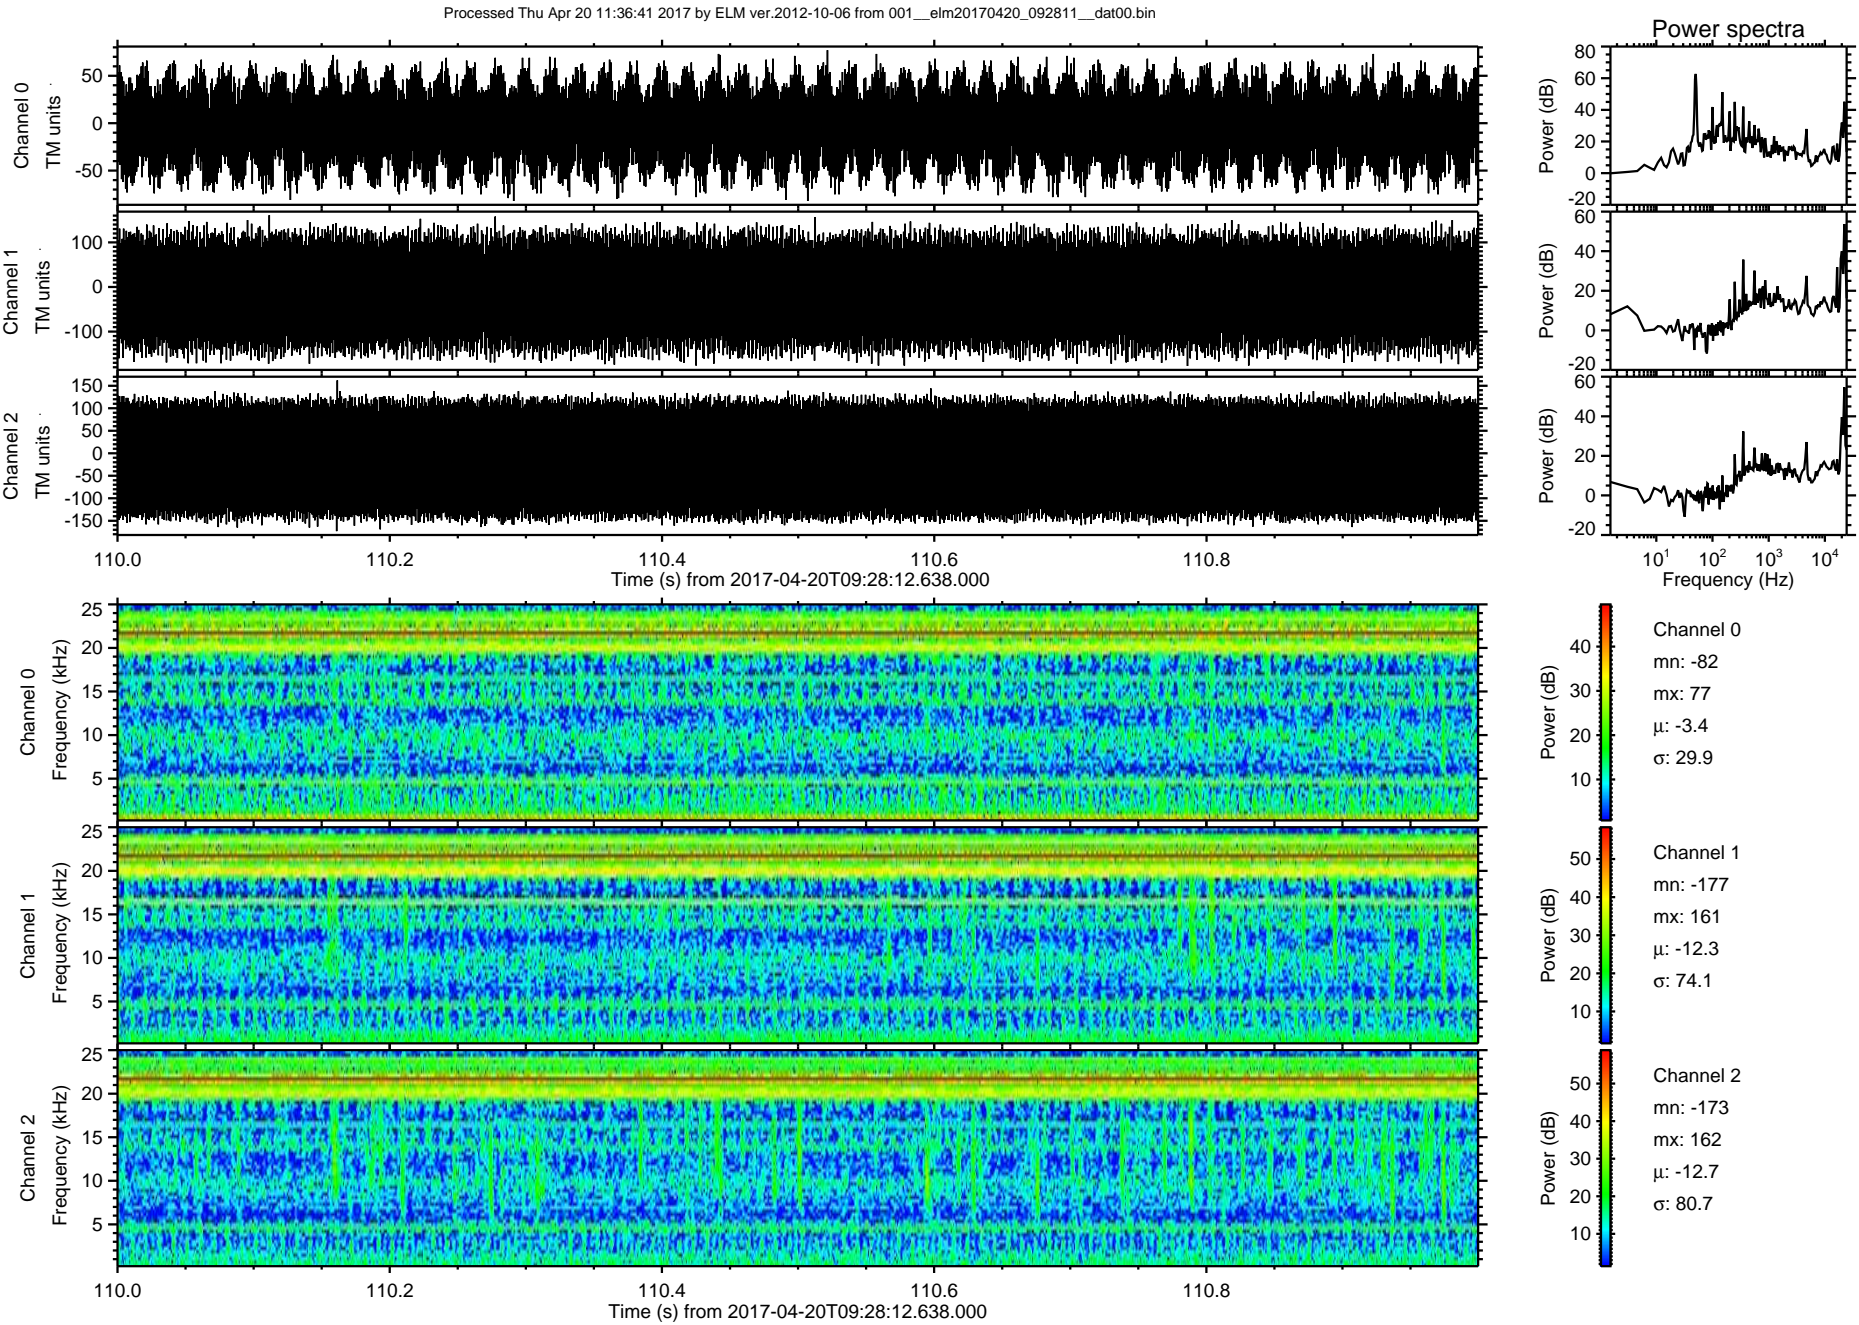 Processed Thu Apr 20 11:36:41 2017 by ELM ver.2012-10-06 from 001__elm20170420_092811__dat00.bin
Power spectra
Channel 0
TM units
50
0
-50
Power (dB)
80
60
40
20
0
-20
Channel 1
TM units
100
0
-100
Power (dB)
60
40
20
0
-20
Channel 2
TM units
150
100
50
0
-50
-100
-150
Power (dB)
60
40
20
0
-20
110.0 110.2 110.4 110.6 110.8
Time (s) from 2017-04-20T09:28:12.638.000
10^1 10^2 10^3 10^4
Frequency (Hz)
Channel 0
Frequency (kHz)
25
20
15
10
5
Power (dB)
40
30
20
10
Channel 0
mn: -82
mx: 77
μ: -3.4
σ: 29.9
Channel 1
Frequency (kHz)
25
20
15
10
5
Power (dB)
50
40
30
20
10
Channel 1
mn: -177
mx: 161
μ: -12.3
σ: 74.1
Channel 2
Frequency (kHz)
25
20
15
10
5
Power (dB)
50
40
30
20
10
Channel 2
mn: -173
mx: 162
μ: -12.7
σ: 80.7
110.0 110.2 110.4 110.6 110.8
Time (s) from 2017-04-20T09:28:12.638.000